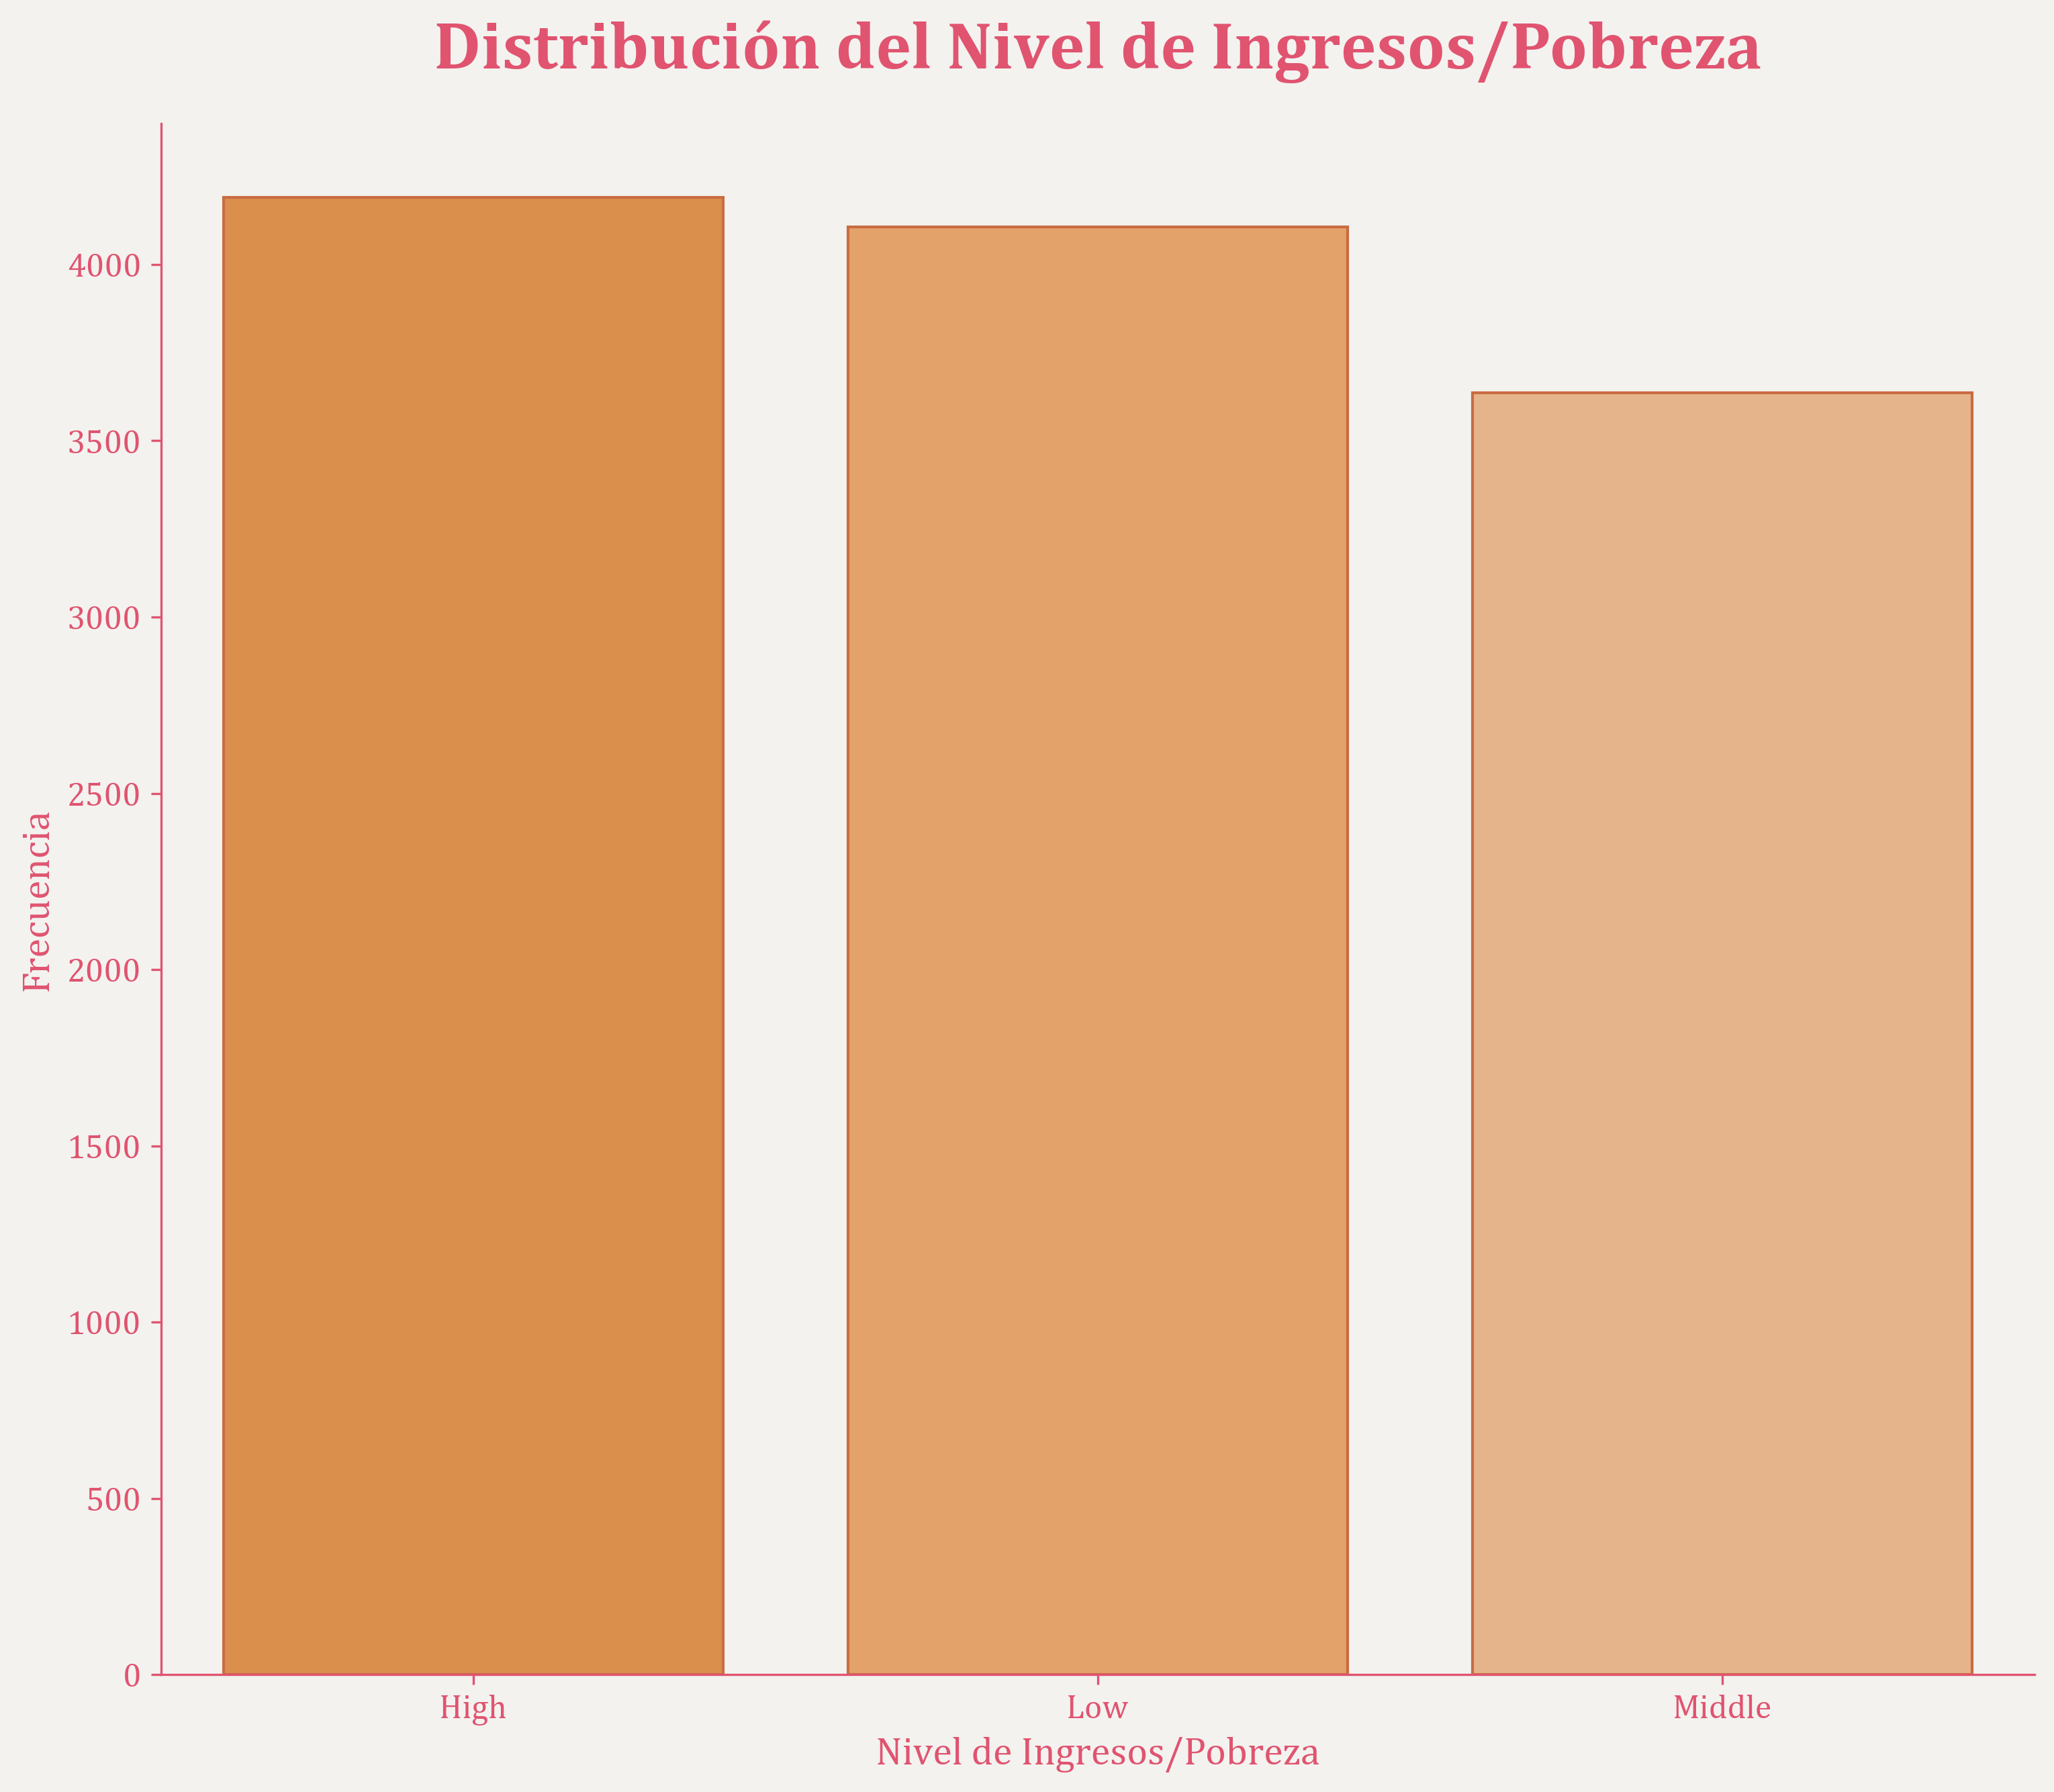 Distribución del Nivel de Ingresos/Pobreza
Frecuencia
4000
3500
3000
2500
2000
1500
1000
500
0
High
Low
Middle
Nivel de Ingresos/Pobreza